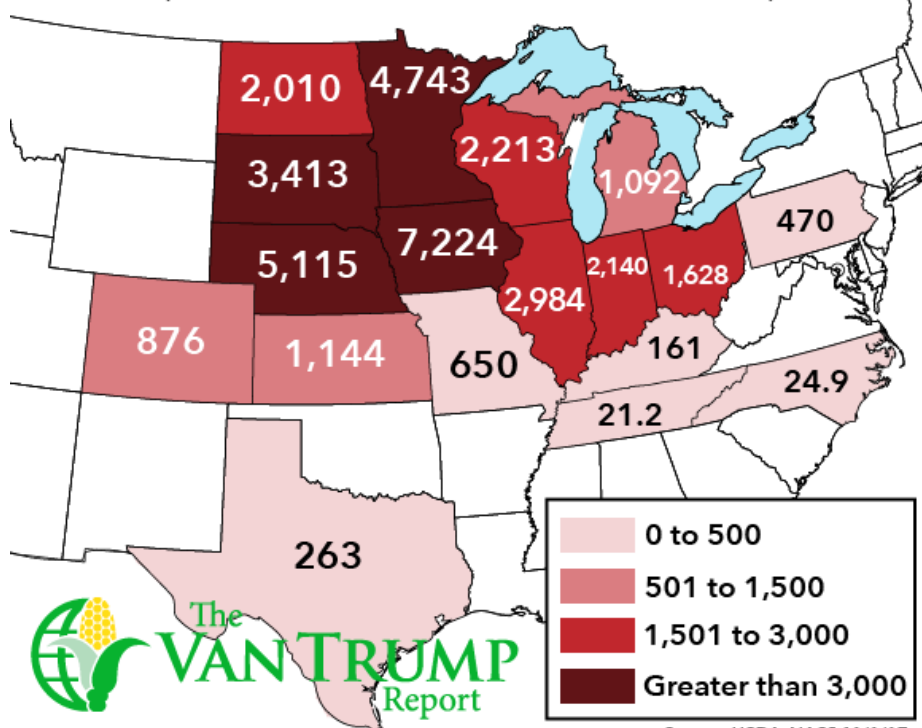 2,010
4,743
2,213
3,413
1,092
470
7,224
5,115
2,140
1,628
2,984
876
1,144
650
161
24.9
21.2
263
0 to 500
501 to 1,500
1,501 to 3,000
Greater than 3,000
The
VAN TRUMP
Report